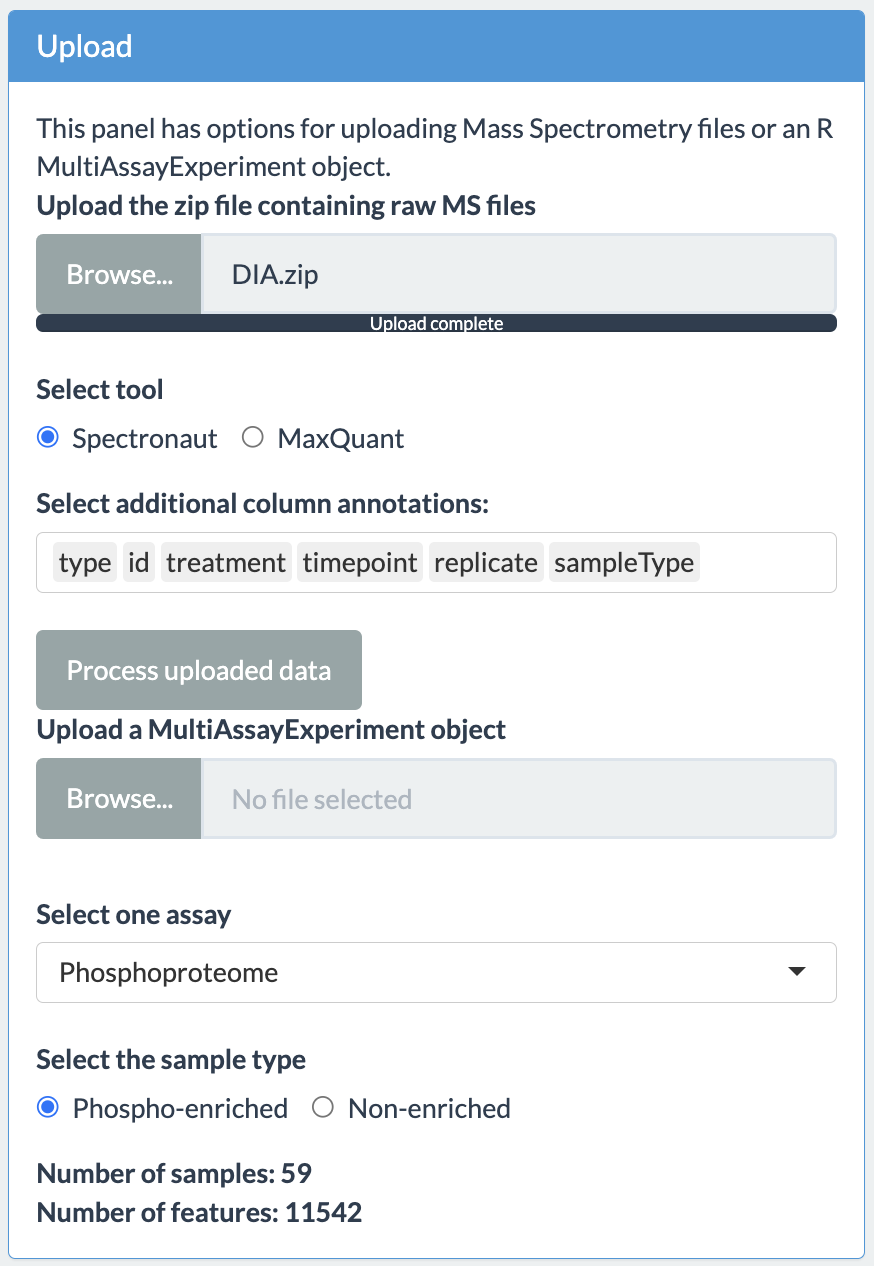 Upload
This panel has options for uploading Mass Spectrometry files or an R
MultiAssayExperiment object.
Upload the zip file containing raw MS files
Browse... DIA.zip
Upload complete
Select tool
Spectronaut MaxQuant
Select additional column annotations:
type id treatment timepoint replicate sampleType
Process uploaded data
Upload a MultiAssayExperiment object
Browse... No file selected
Select one assay
Phosphoproteome
Select the sample type
Phospho-enriched Non-enriched
Number of samples: 59
Number of features: 11542